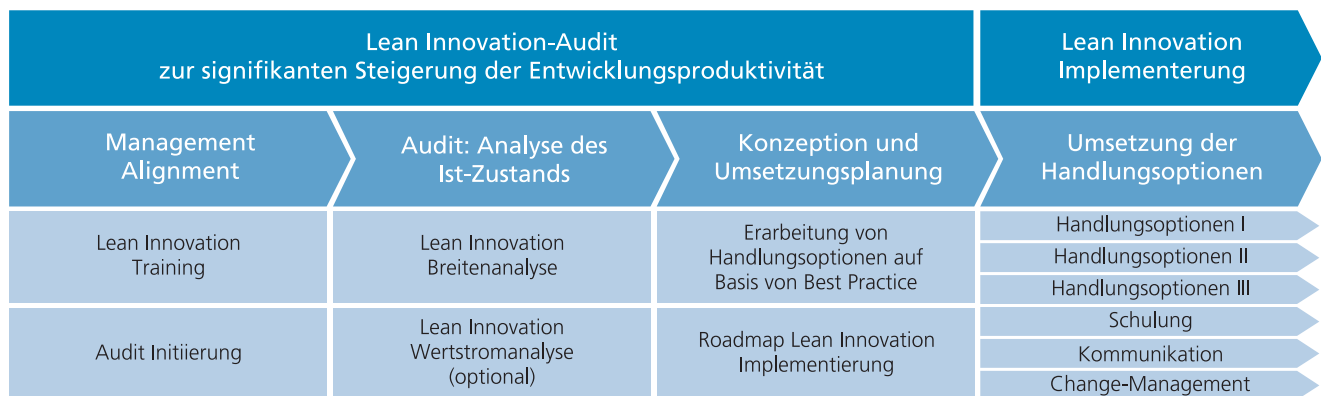 Lean Innovation-Audit
zur signifikanten Steigerung der Entwicklungsproduktivität
Lean Innovation
Implementerung
Management
Alignment
Audit: Analyse des
Ist-Zustands
Konzeption und
Umsetzungsplanung
Umsetzung der
Handlungsoptionen
Lean Innovation
Training
Lean Innovation
Breitenanalyse
Erarbeitung von
Handlungsoptionen auf
Basis von Best Practice
Handlungsoptionen I
Handlungsoptionen II
Handlungsoptionen III
Audit Initiierung
Lean Innovation
Wertstromanalyse
(optional)
Roadmap Lean Innovation
Implementierung
Schulung
Kommunikation
Change-Management